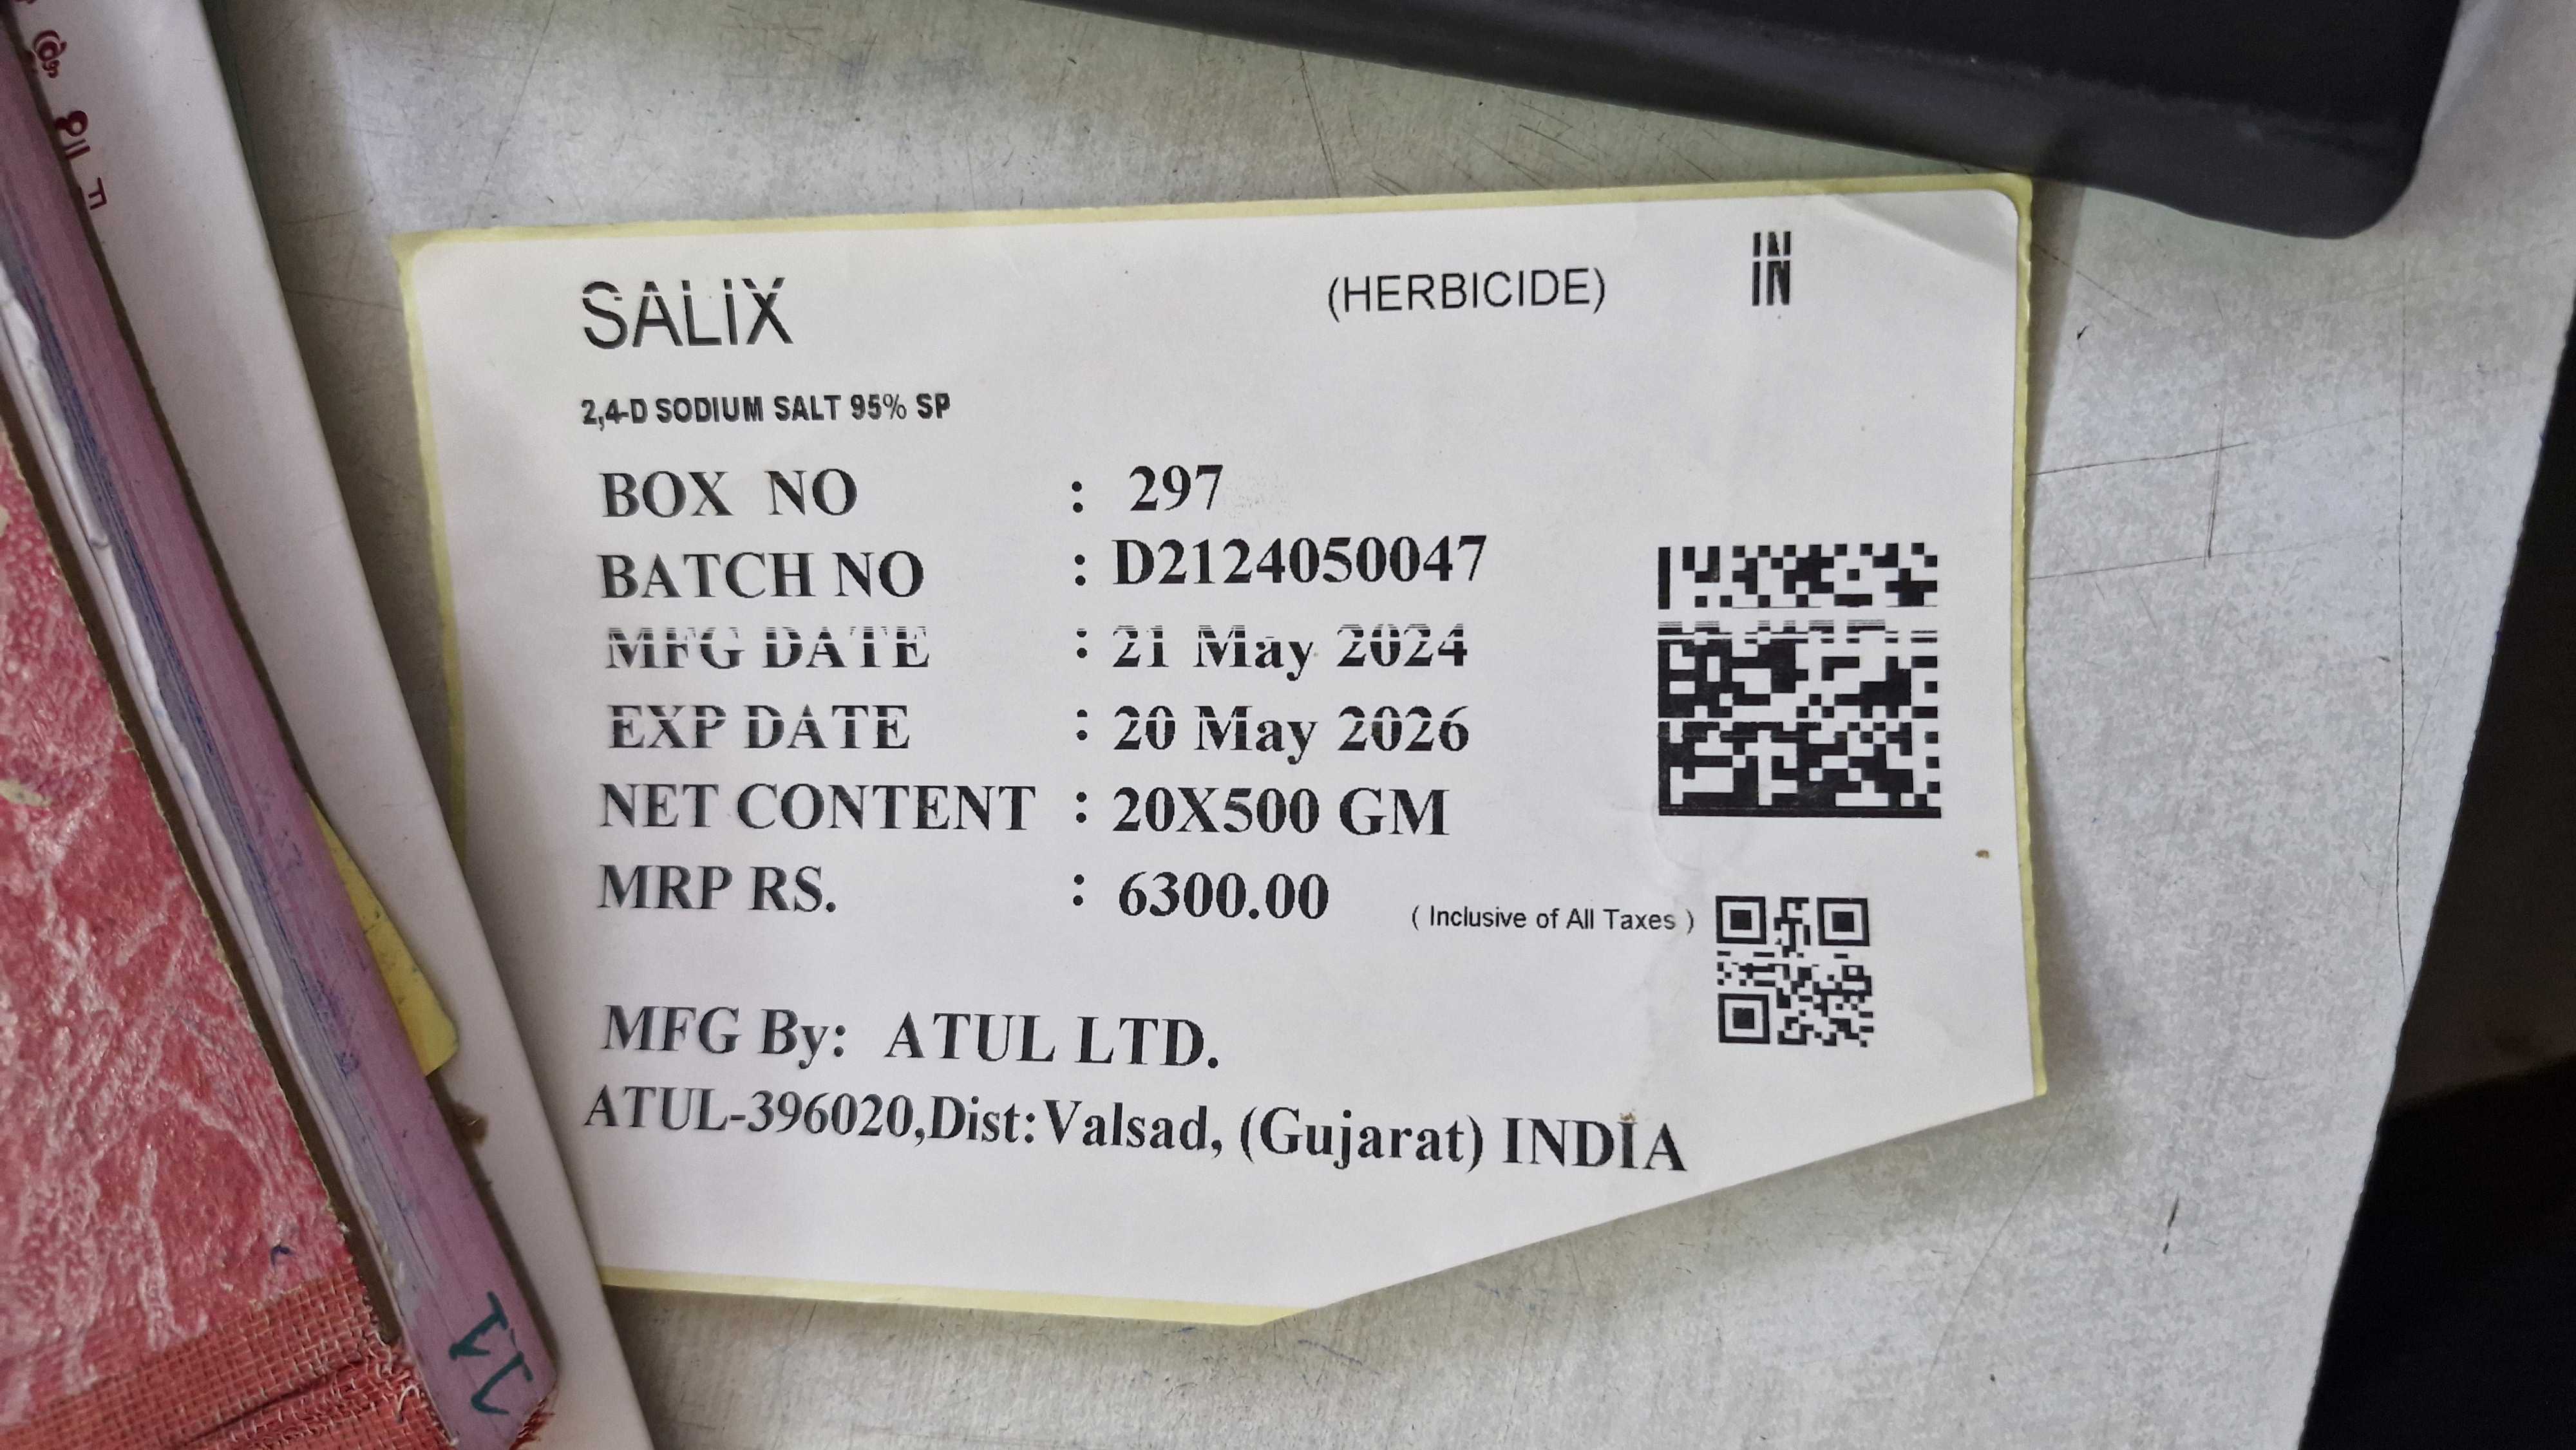 SALIX (HERBICIDE) IN
2,4-D SODIUM SALT 95% SP
BOX NO : 297
BATCH NO : D2124050047
MFG DATE : 21 May 2024
EXP DATE : 20 May 2026
NET CONTENT : 20X500 GM
MRP RS. : 6300.00 ( Inclusive of All Taxes )
MFG By: ATUL LTD.
ATUL-396020,Dist:Valsad, (Gujarat) INDIA